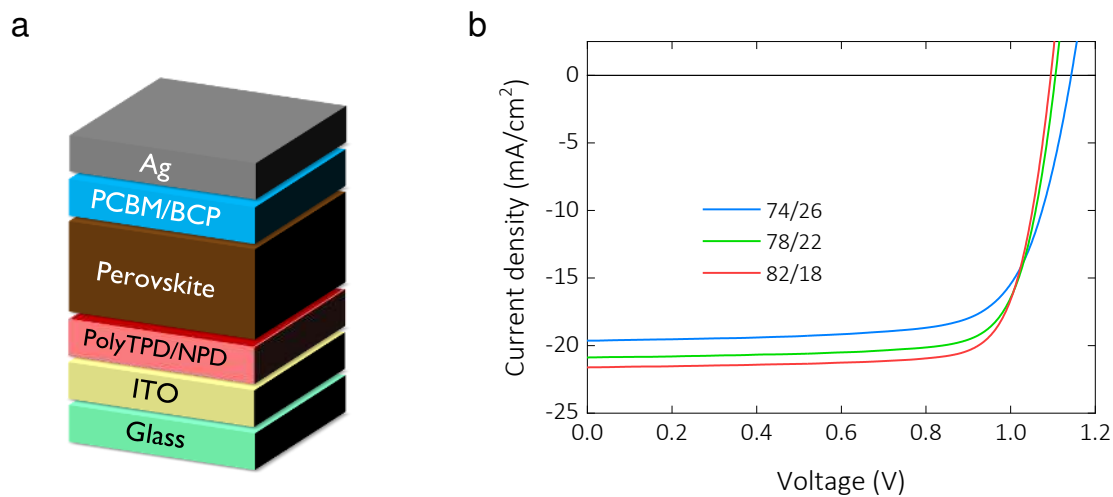 a
Ag
PCBM/BCP
Perovskite
PolyTPD/NPD
ITO
Glass
b
Current density (mA/cm²)
0
-5
-10
-15
-20
-25
74/26
78/22
82/18
0.0 0.2 0.4 0.6 0.8 1.0 1.2
Voltage (V)